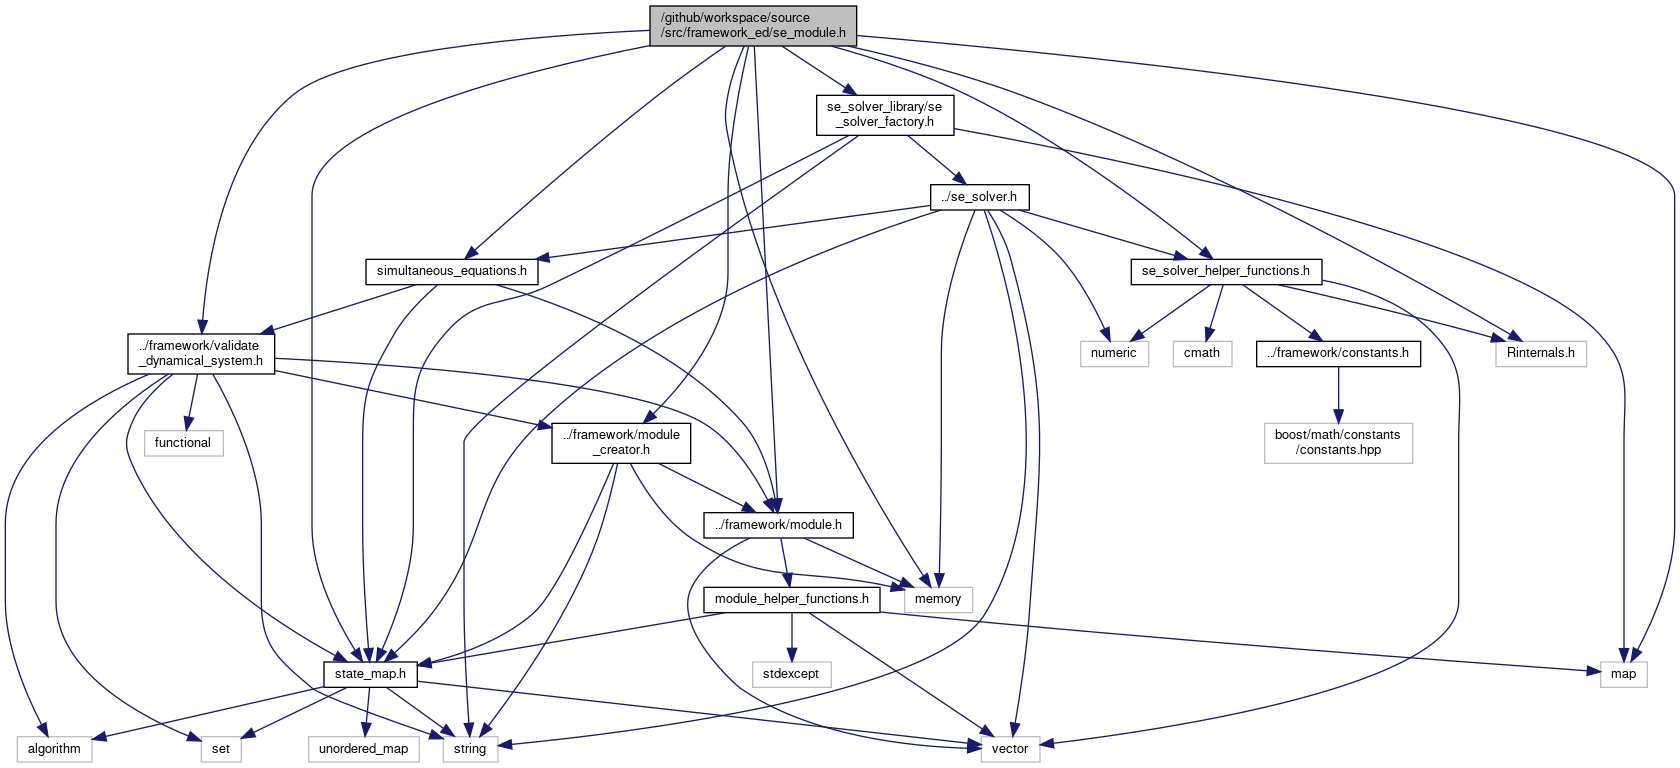 /github/workspace/source
/src/framework_ed/se_module.h
se_solver_library/se
_solver_factory.h
../se_solver.h
simultaneous_equations.h
se_solver_helper_functions.h
../framework/validate
_dynamical_system.h
numeric
cmath
../framework/constants.h
Rinternals.h
functional
../framework/module
_creator.h
boost/math/constants
/constants.hpp
../framework/module.h
module_helper_functions.h
memory
state_map.h
stdexcept
map
algorithm
set
unordered_map
string
vector